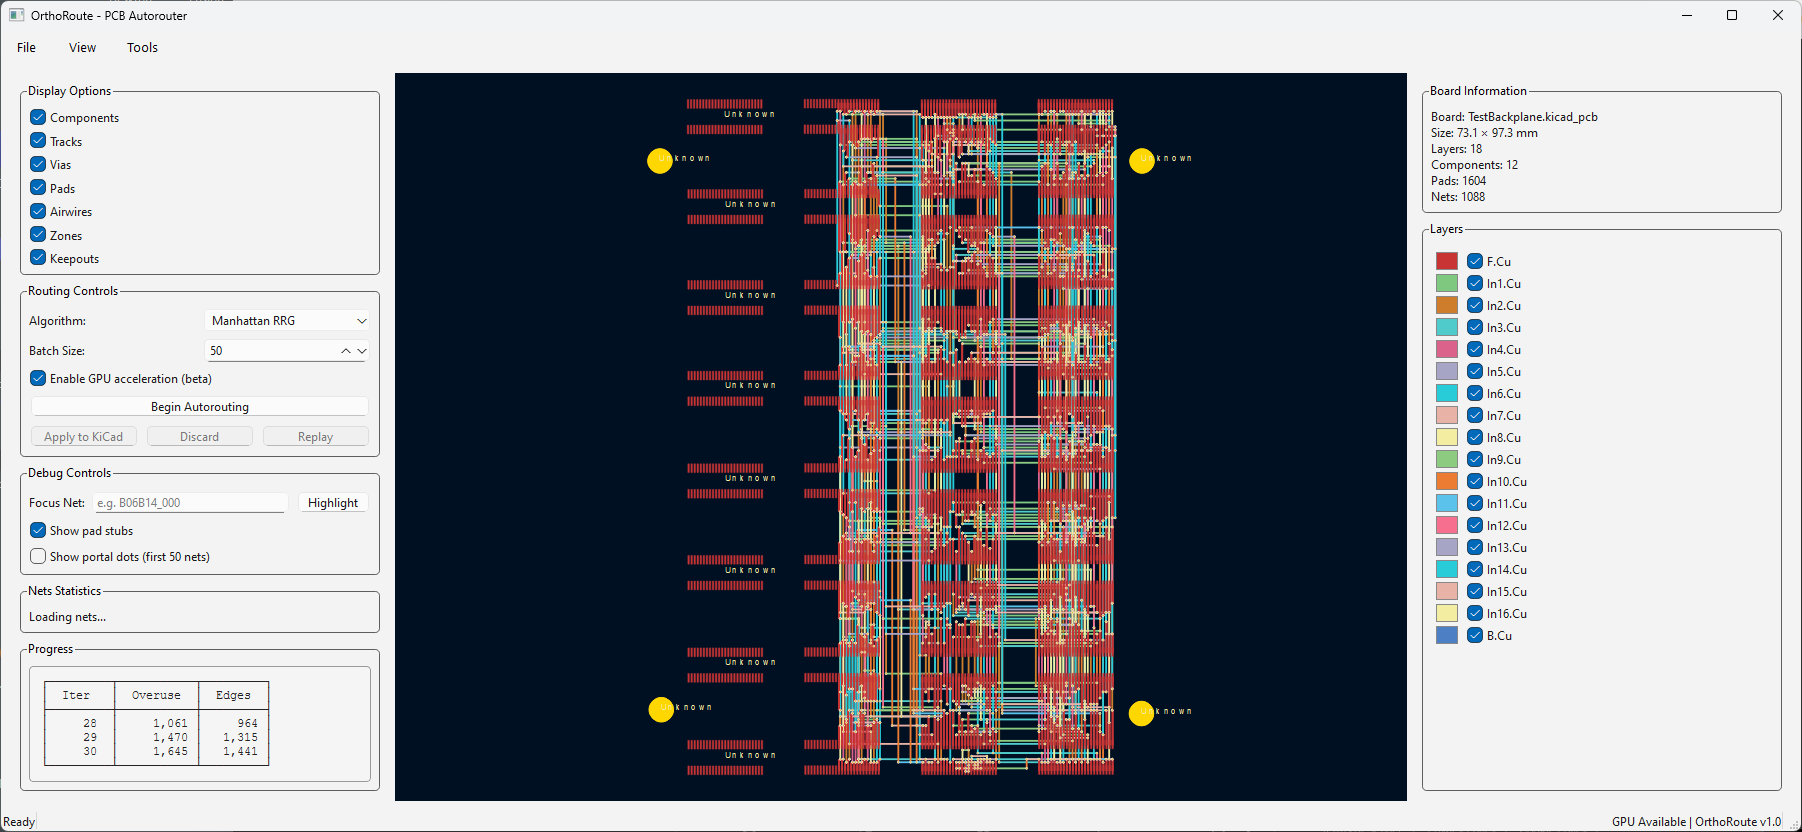 OrthoRoute - PCB Autorouter
File View Tools
Display Options
Components
Tracks
Vias
Pads
Airwires
Zones
Keepouts
Routing Controls
Algorithm: Manhattan RRG
Batch Size: 50
Enable GPU acceleration (beta)
Begin Autorouting
Apply to KiCad Discard Replay
Debug Controls
Focus Net: e.g. B06B14_000 Highlight
Show pad stubs
Show portal dots (first 50 nets)
Nets Statistics
Loading nets...
Progress
Iter Overuse Edges
28 1,061 964
29 1,470 1,315
30 1,645 1,441
Unknown
Unknown
Unknown
Unknown
Unknown
Unknown
Unknown
Unknown
Unknown
Unknown
Unknown
Unknown
Board Information
Board: TestBackplane.kicad_pcb
Size: 73.1 × 97.3 mm
Layers: 18
Components: 12
Pads: 1604
Nets: 1088
Layers
F.Cu
In1.Cu
In2.Cu
In3.Cu
In4.Cu
In5.Cu
In6.Cu
In7.Cu
In8.Cu
In9.Cu
In10.Cu
In11.Cu
In12.Cu
In13.Cu
In14.Cu
In15.Cu
In16.Cu
B.Cu
Ready
GPU Available | OrthoRoute v1.0